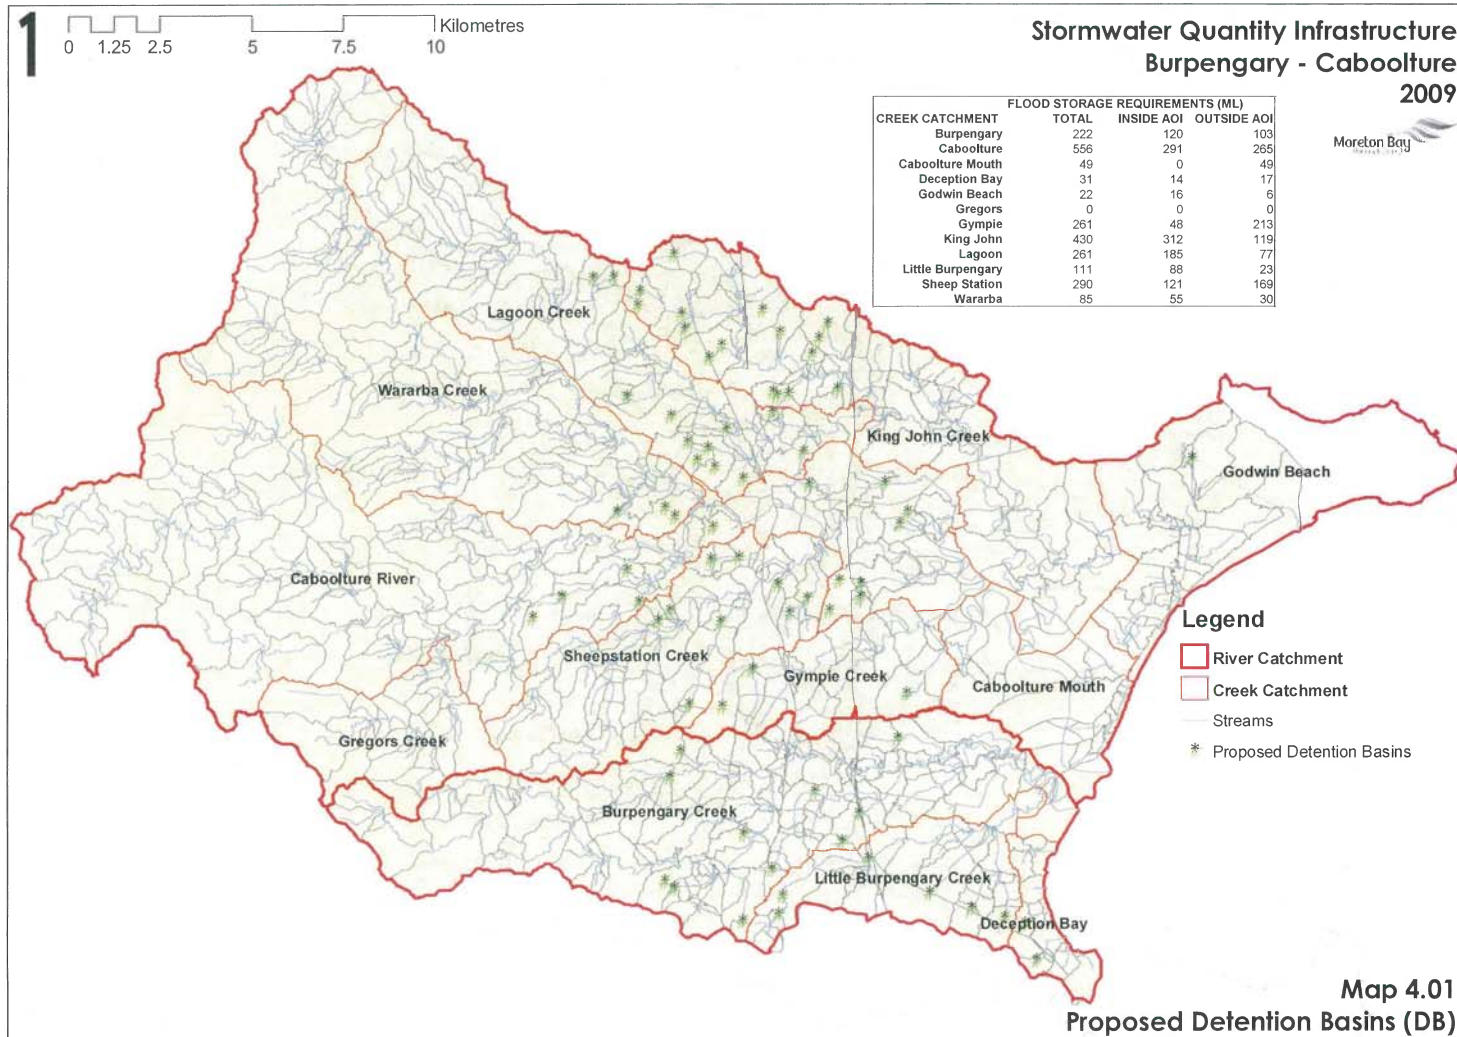 1
Kilometres
0 1.25 2.5 5 7.5 10
Stormwater Quantity Infrastructure
Burpengary - Caboolture
2009
Moreton Bay
FLOOD STORAGE REQUIREMENTS (ML)
CREEK CATCHMENT TOTAL INSIDE AOI OUTSIDE AOI
Burpengary 222 120 103
Caboolture 556 291 265
Caboolture Mouth 49 0 49
Deception Bay 31 14 17
Godwin Beach 22 16 6
Gregors 0 0 0
Gympie 261 48 213
King John 430 312 119
Lagoon 261 185 77
Little Burpengary 111 88 23
Sheep Station 290 121 169
Wararba 85 55 30
Lagoon Creek
Wararba Creek
King John Creek
Godwin Beach
Caboolture River
Sheepstation Creek
Gympie Creek
Caboolture Mouth
Gregors Creek
Burpengary Creek
Little Burpengary Creek
Deception Bay
Legend
River Catchment
Creek Catchment
Streams
Proposed Detention Basins
Map 4.01
Proposed Detention Basins (DB)